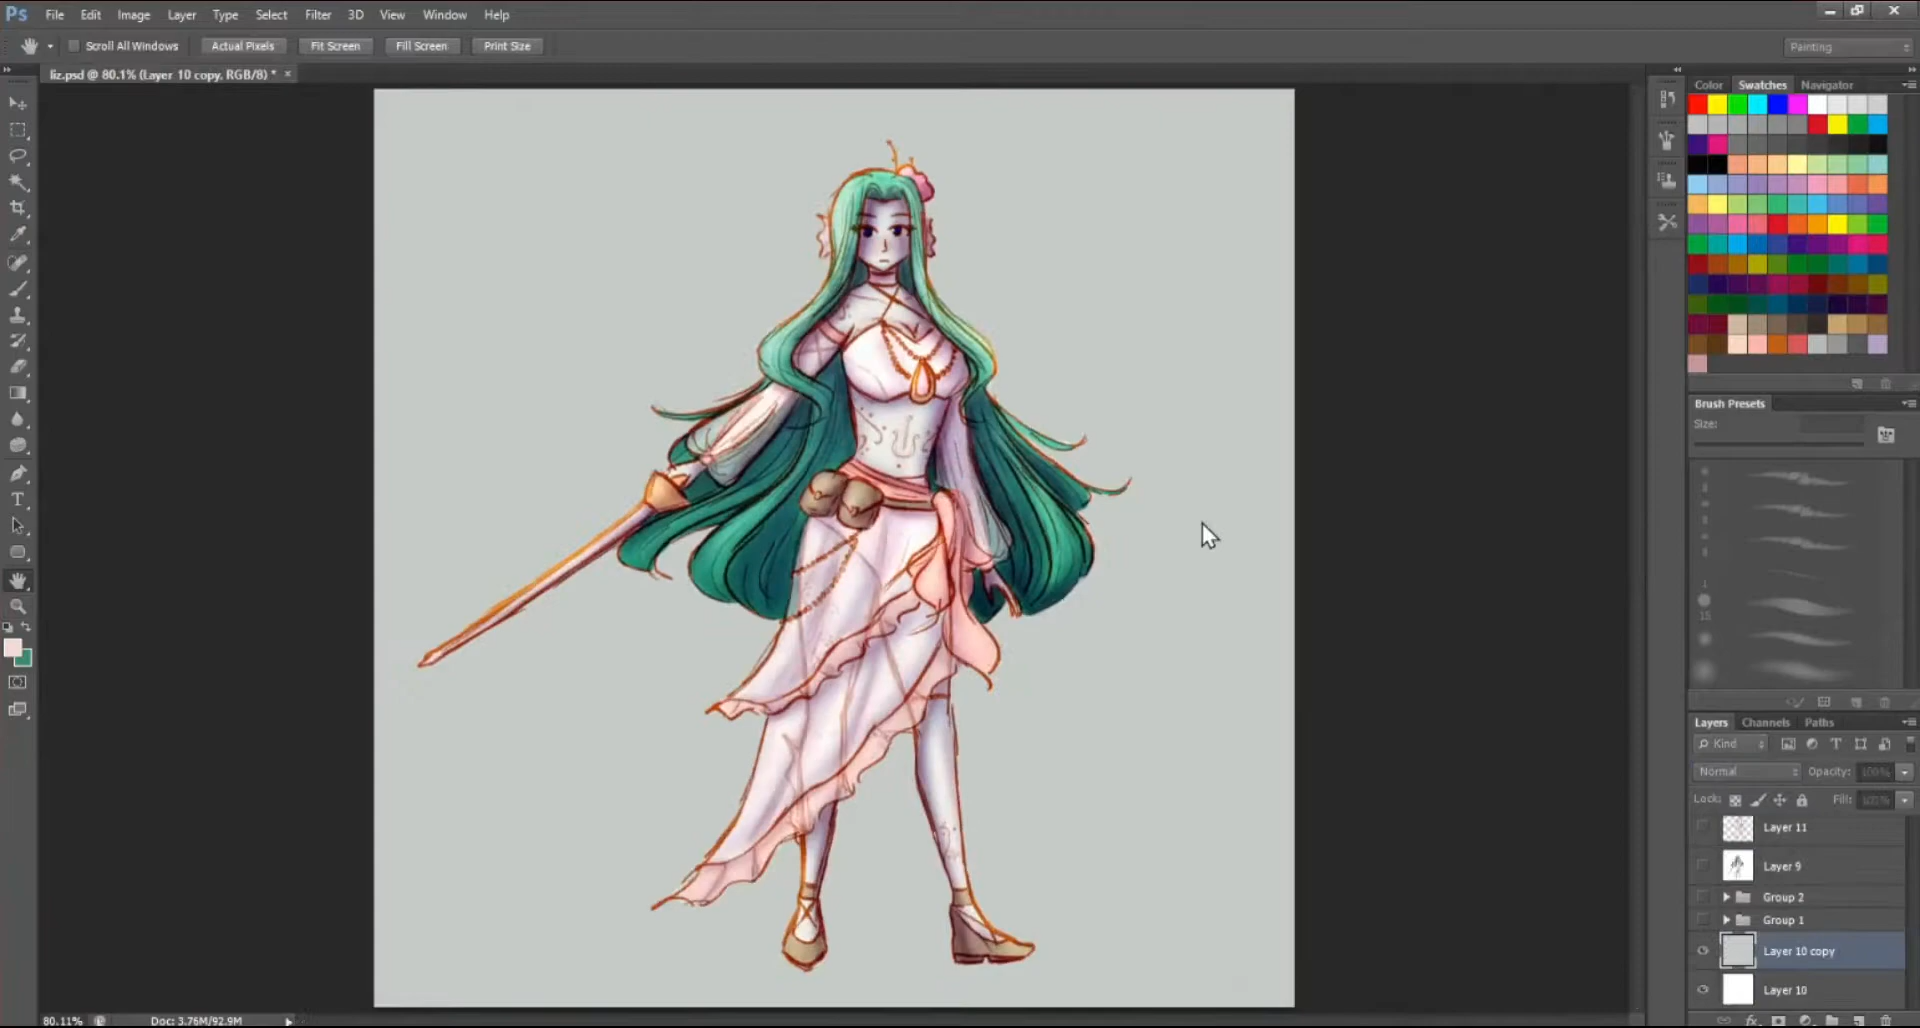 Ps File Edit Image Layer Type Select Filter 3D View Window Help
Scroll All Windows Actual Pixels Fit Screen Fill Screen Print Size Painting
liz.psd @ 80.1% (Layer 10 copy, RGB/8) * ×
Color Swatches Navigator
Brush Presets
Size:
15
Layers Channels Paths
Kind
Normal Opacity: 100%
Lock: Fill: 100%
Layer 11
Layer 9
Group 2
Group 1
Layer 10 copy
Layer 10
80.11% Doc: 3.76M/92.9M